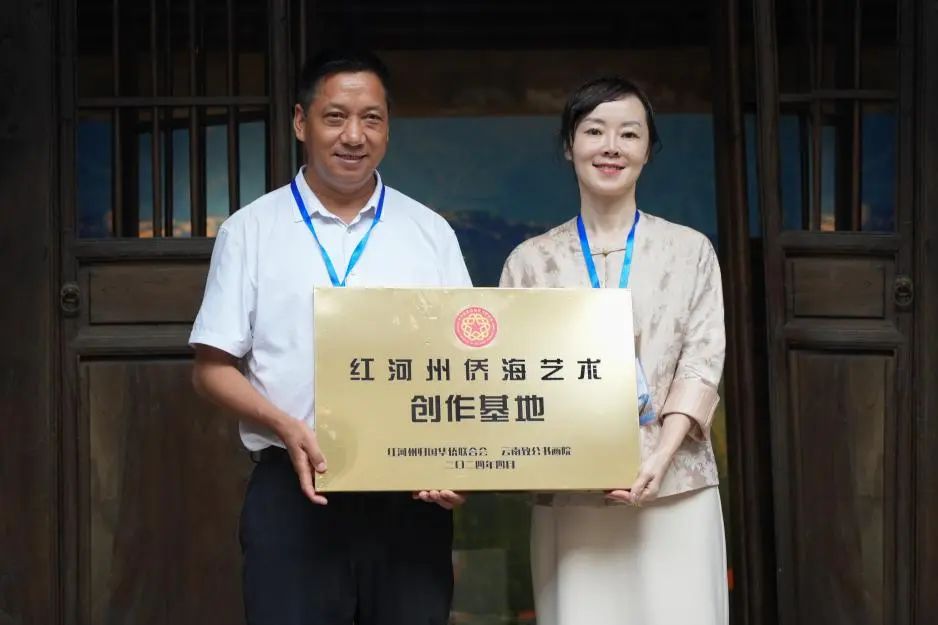 红河州侨海艺术
创作基地
红河州归国华侨联合会 云南致公书画院
二〇二四年四月